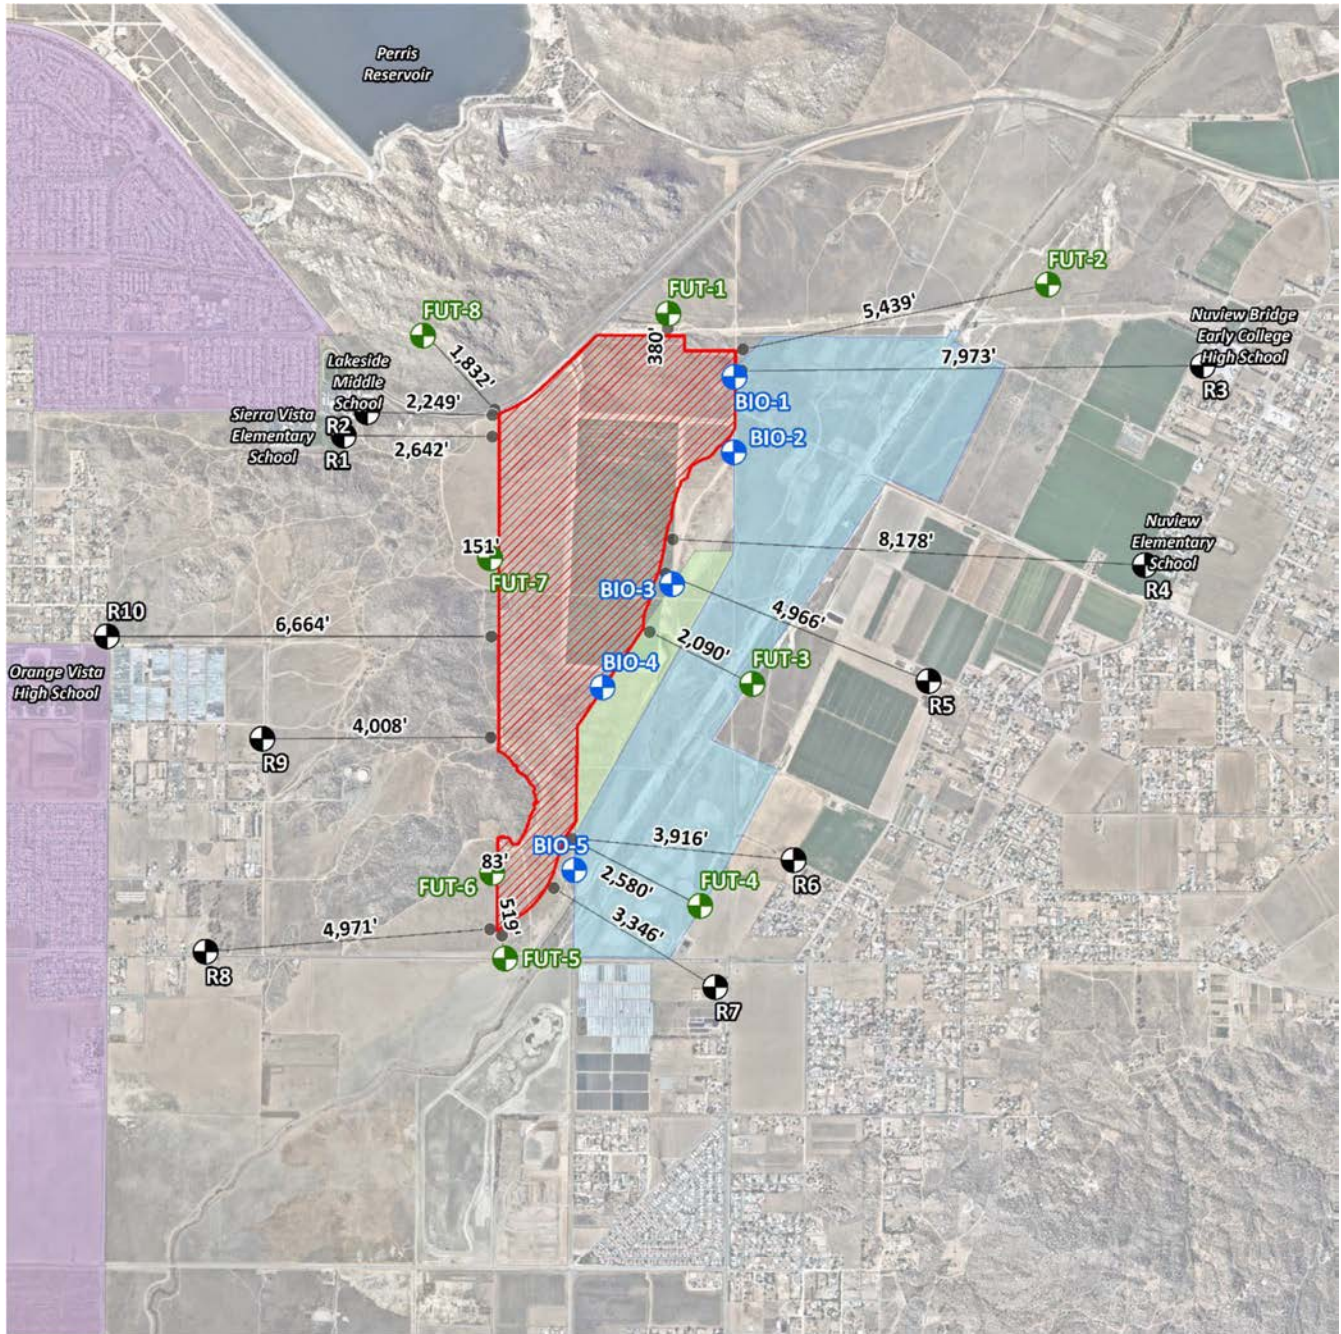 Perris
Reservoir
FUT-2
FUT-1
5,439'
FUT-8
380'
Nuview Bridge
Early College
High School
7,973'
R3
1,832'
Lakeside
Middle
School
2,249'
R2
BIO-1
Sierra Vista
Elementary
School
2,642'
R1
BIO-2
Nuview
Elementary
School
8,178'
R4
151'
FUT-7
BIO-3
4,966'
R10
6,664'
2,090'
FUT-3
Orange Vista
High School
BIO-4
R5
4,008'
R9
3,916'
BIO-5
R6
83'
FUT-6
2,580'
FUT-4
519'
3,346'
4,971'
R8
FUT-5
R7